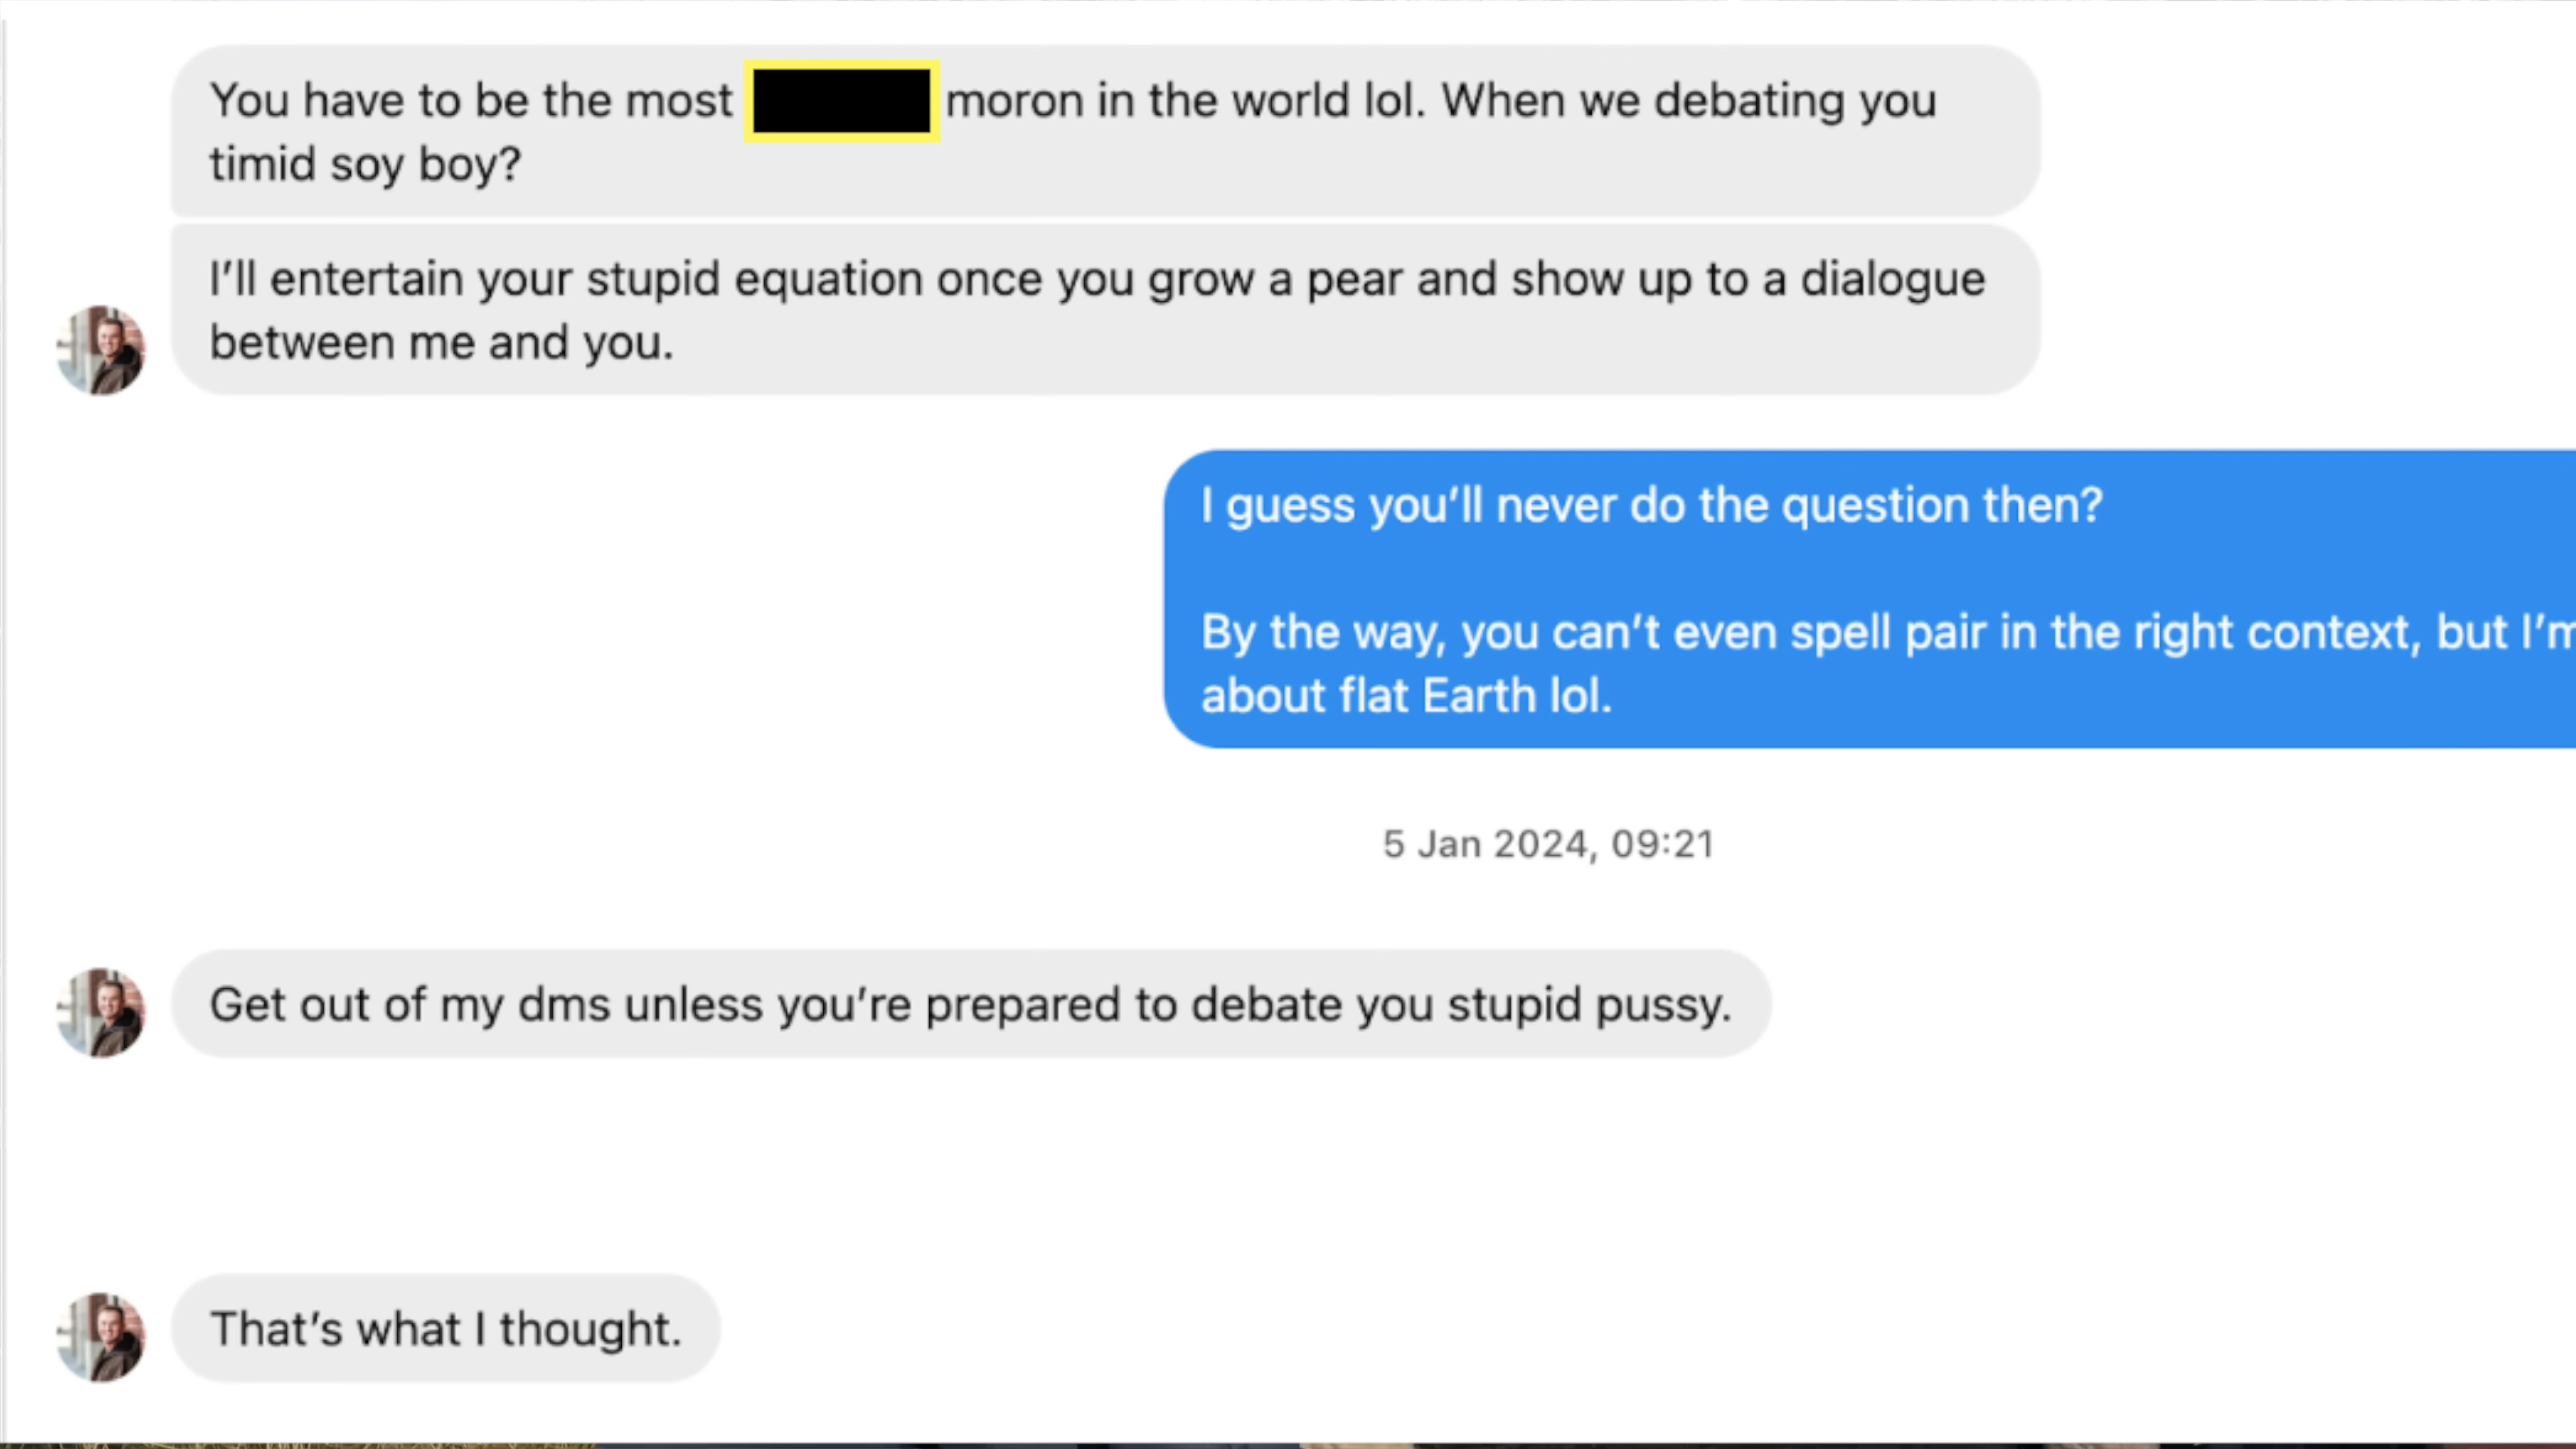 You have to be the most moron in the world lol. When we debating you
timid soy boy?
I'll entertain your stupid equation once you grow a pear and show up to a dialogue
between me and you.
I guess you'll never do the question then?
By the way, you can't even spell pair in the right context, but I'm
about flat Earth lol.
5 Jan 2024, 09:21
Get out of my dms unless you're prepared to debate you stupid pussy.
That's what I thought.